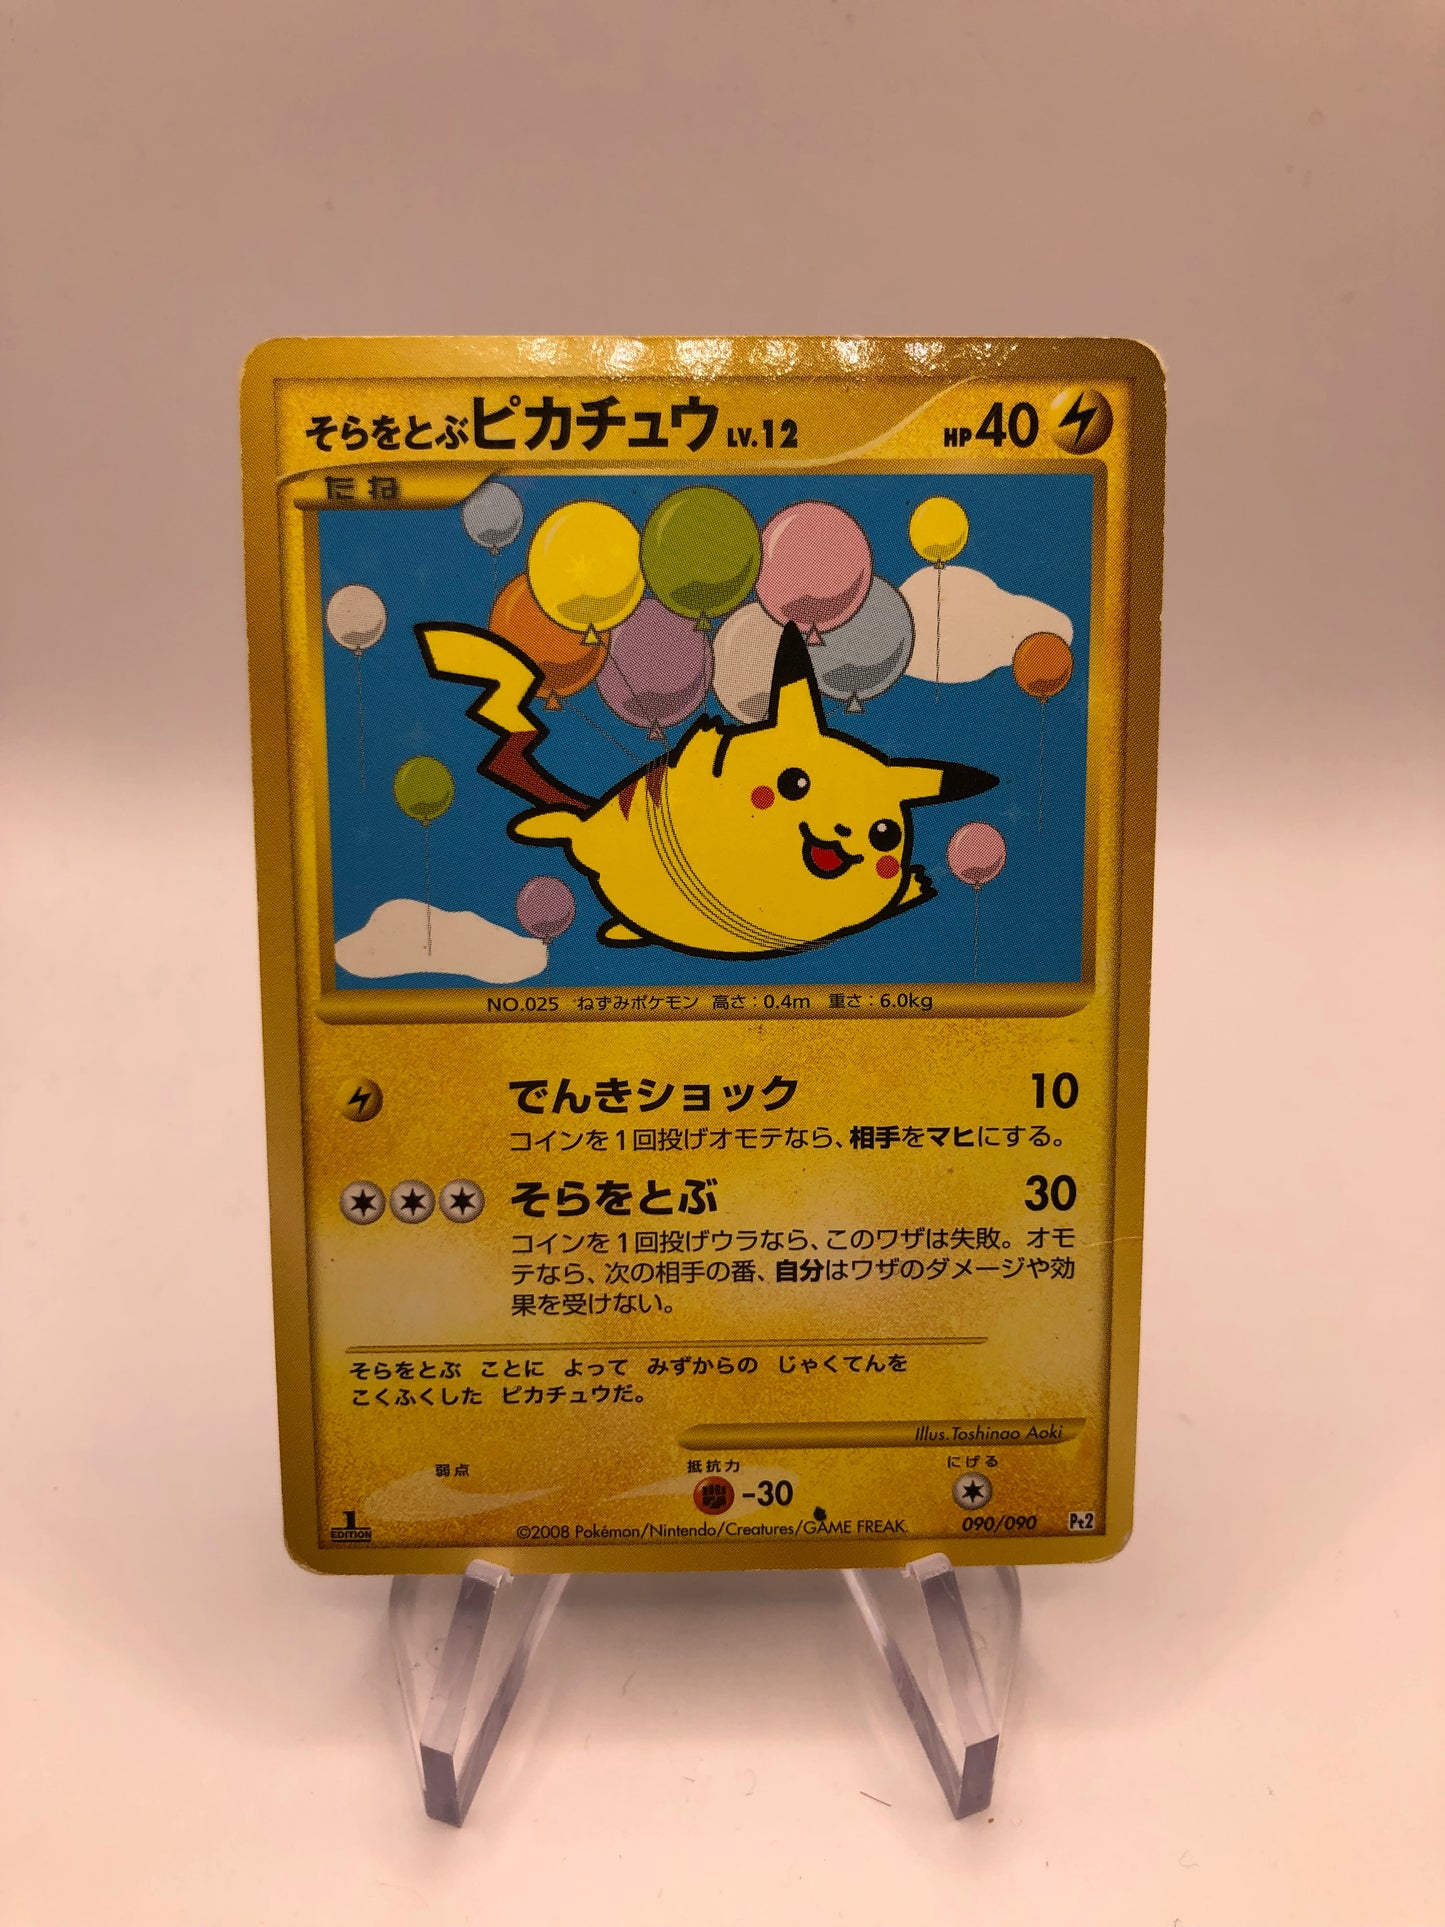 そらをとぶピカチュウ LV.12 HP40
たね
NO.025 ねずみポケモン 高さ:0.4m 重さ:6.0kg
でんきショック 10
コインを1回投げオモテなら、相手をマヒにする。
そらをとぶ 30
コインを1回投げウラなら、このワザは失敗。オモ
テなら、次の相手の番、自分はワザのダメージや効
果を受けない。
そらをとぶ ことに よって みずからの じゃくてんを
こくふくした ピカチュウだ。
Illus.Toshinao Aoki
弱点 抵抗力 にげる
-30
1 EDITION
©2008 Pokémon/Nintendo/Creatures/GAME FREAK. 090/090 Pt2